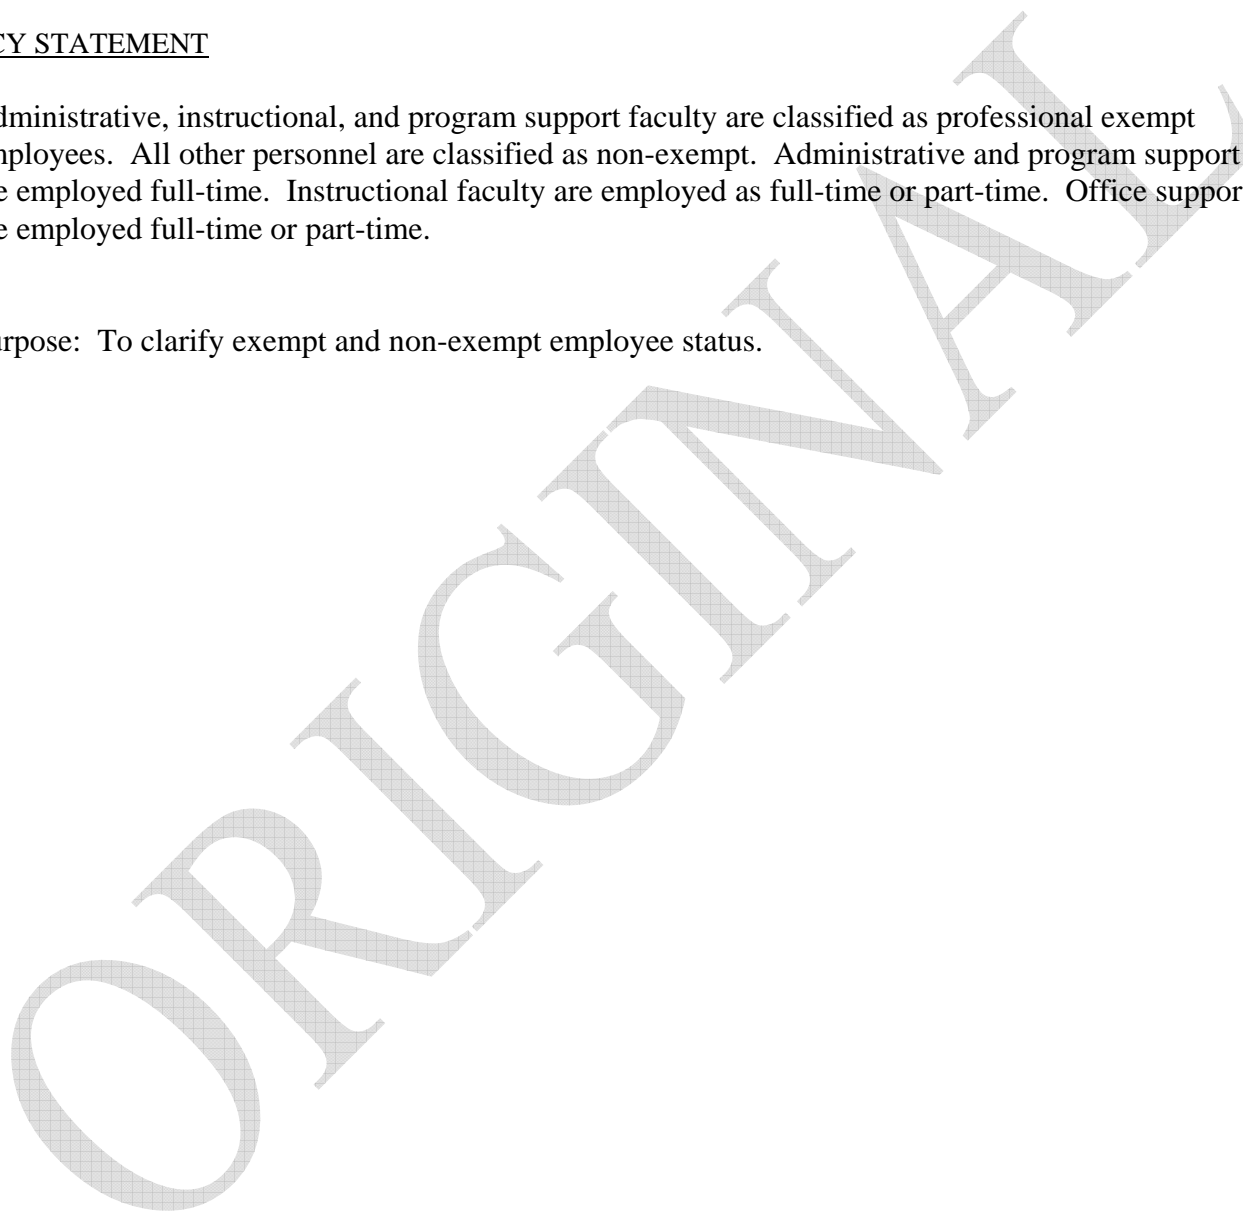 CY STATEMENT
dministrative, instructional, and program support faculty are classified as professional exempt
mployees.  All other personnel are classified as non-exempt.  Administrative and program support
e employed full-time.  Instructional faculty are employed as full-time or part-time.  Office suppor
e employed full-time or part-time.
urpose:  To clarify exempt and non-exempt employee status.
ORIGINAL